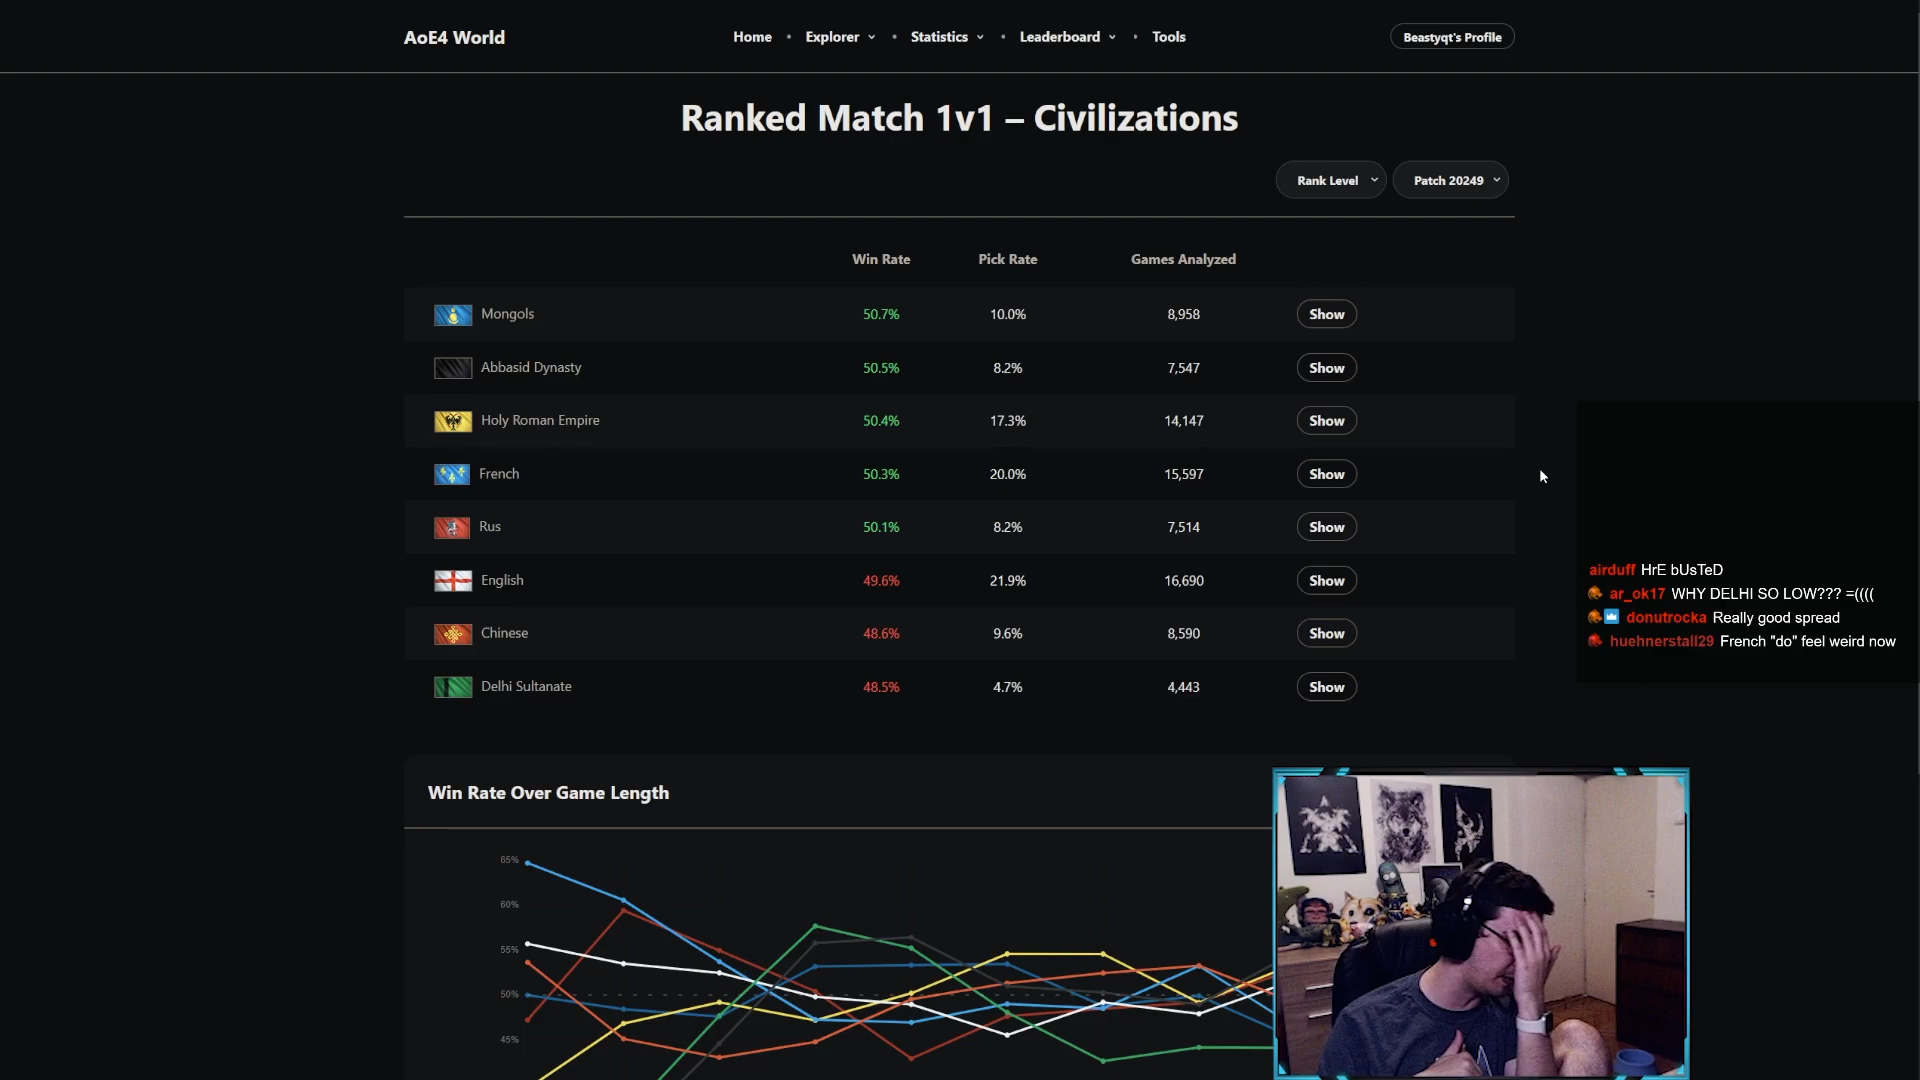 AoE4 World
Home • Explorer • Statistics • Leaderboard • Tools
Beastyqt's Profile
Ranked Match 1v1 – Civilizations
Rank Level
Patch 20249
Win Rate Pick Rate Games Analyzed
Mongols 50.7% 10.0% 8,958 Show
Abbasid Dynasty 50.5% 8.2% 7,547 Show
Holy Roman Empire 50.4% 17.3% 14,147 Show
French 50.3% 20.0% 15,597 Show
Rus 50.1% 8.2% 7,514 Show
English 49.6% 21.9% 16,690 Show
Chinese 48.6% 9.6% 8,590 Show
Delhi Sultanate 48.5% 4.7% 4,443 Show
airduff HrE bUsTeD
ar_ok17 WHY DELHI SO LOW??? =((((
donutrocka Really good spread
huehnerstall29 French "do" feel weird now
Win Rate Over Game Length
65%
60%
55%
50%
45%